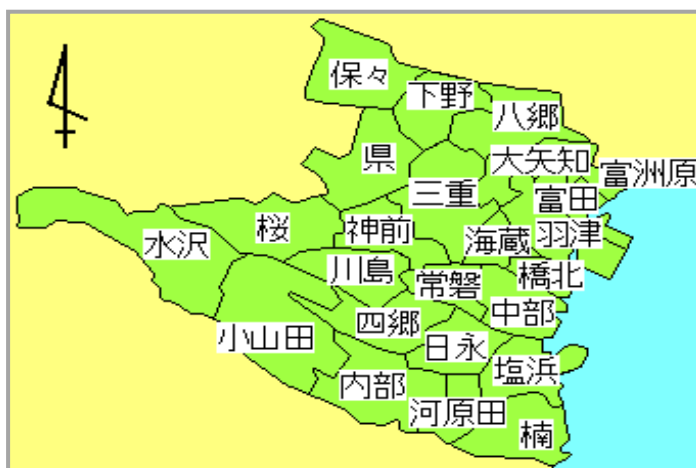 保々
下野
八郷
県
大矢知
富洲原
三重
富田
桜
神前
海蔵
羽津
水沢
川島
常磐
橋北
四郷
中部
小山田
日永
塩浜
内部
河原田
楠